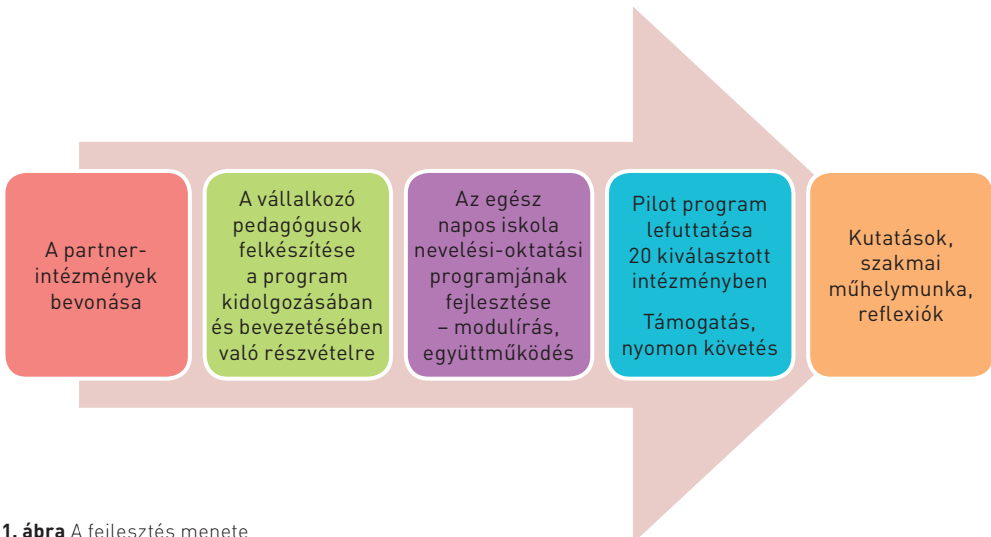 A partner-
intézmények
bevonása
A vállalkozó
pedagógusok
felkészítése
a program
kidolgozásában
és bevezetésében
való részvételre
Az egész
napos iskola
nevelési-oktatási
programjának
fejlesztése
– modulírás,
együttműködés
Pilot program
lefuttatása
20 kiválasztott
intézményben
Támogatás,
nyomon követés
Kutatások,
szakmai
műhelymunka,
reflexiók
1. ábra A fejlesztés menete